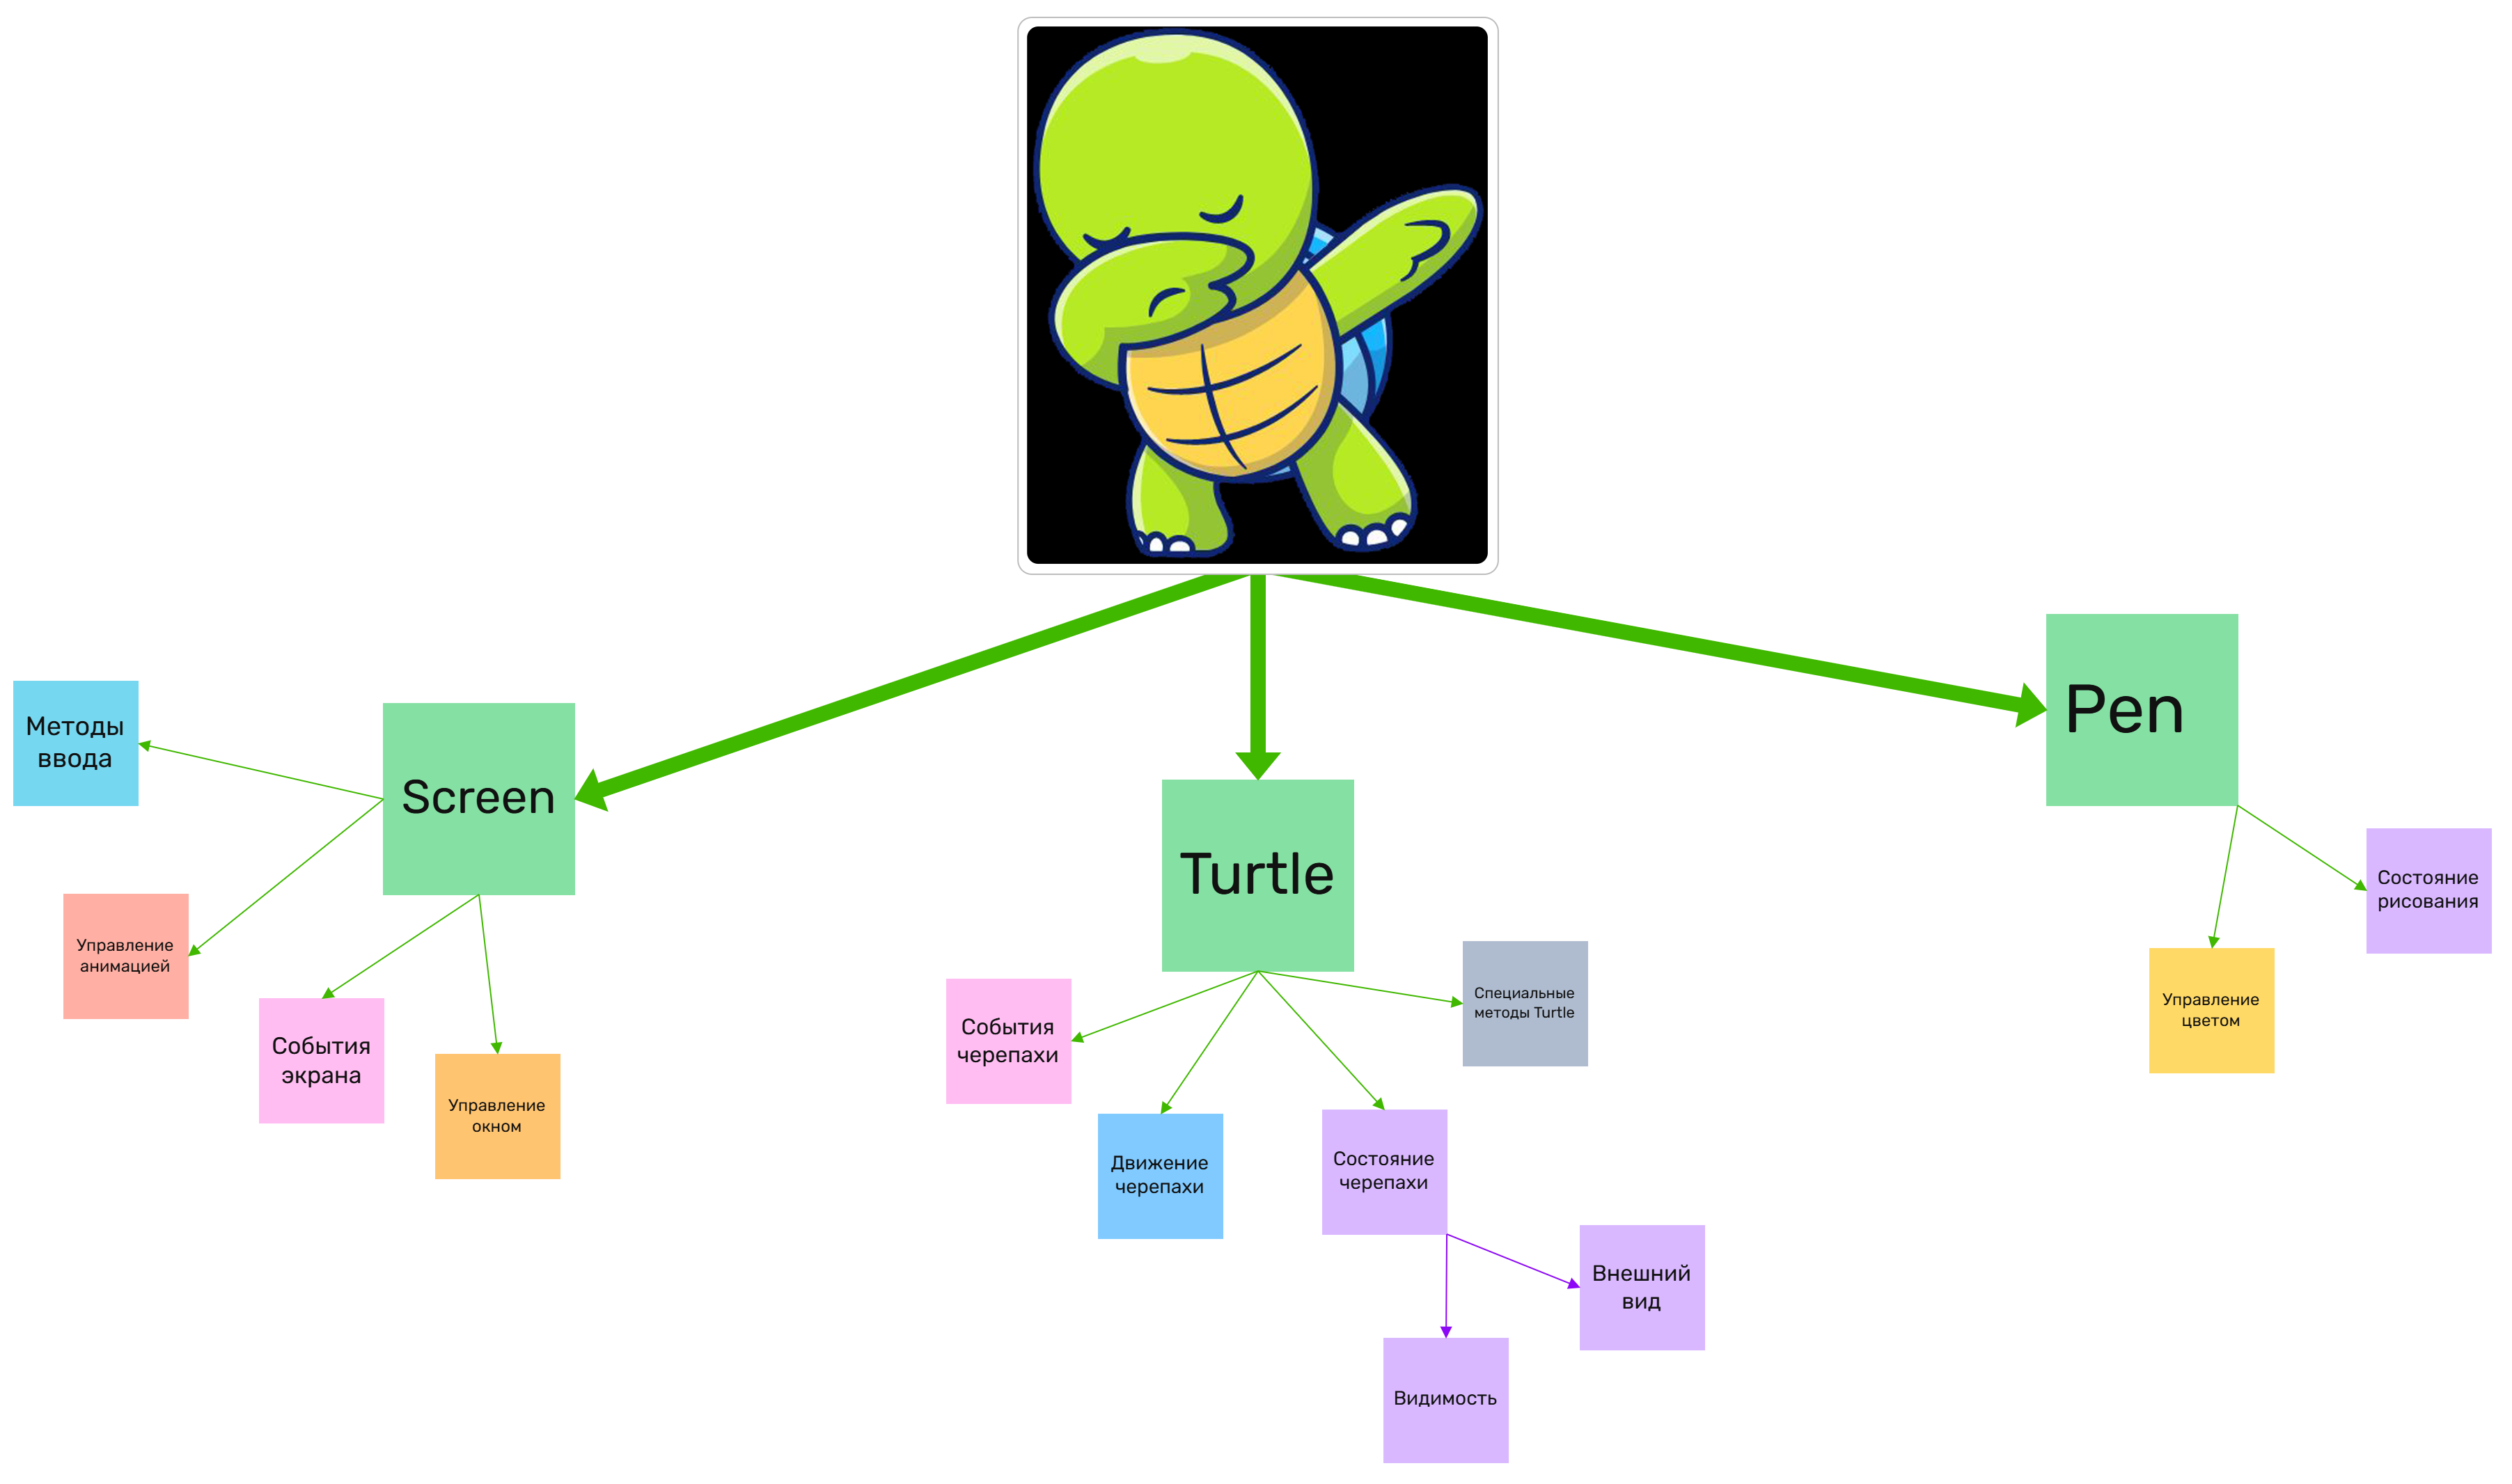 Pen
Методы
ввода
Screen
Turtle
Состояние
рисования
Управление
анимацией
События
экрана
Управление
окном
События
черепахи
Специальные
методы Turtle
Управление
цветом
Движение
черепахи
Состояние
черепахи
Внешний
вид
Видимость